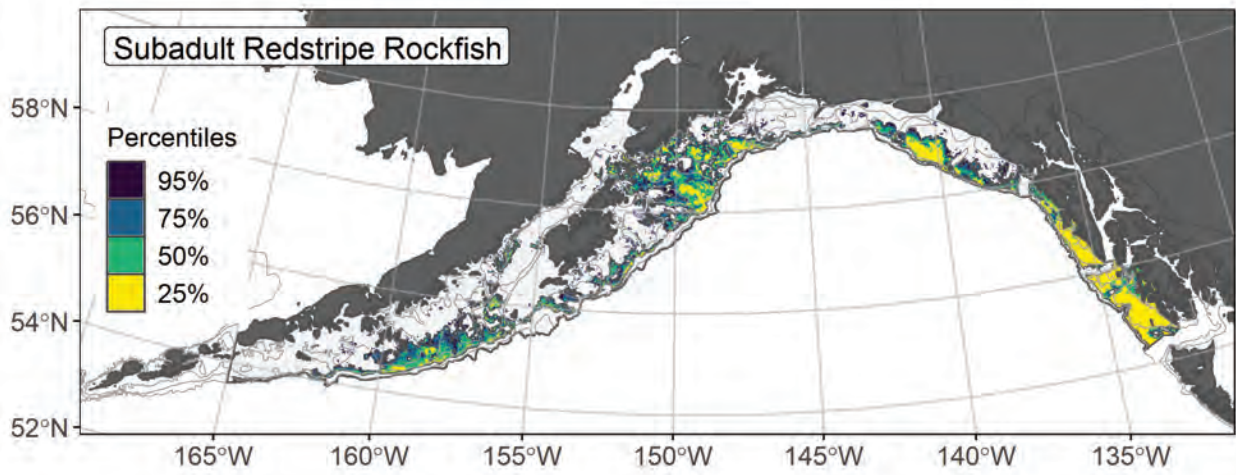 Subadult Redstripe Rockfish
58°N
56°N
54°N
52°N
Percentiles
95%
75%
50%
25%
165°W
160°W
155°W
150°W
145°W
140°W
135°W